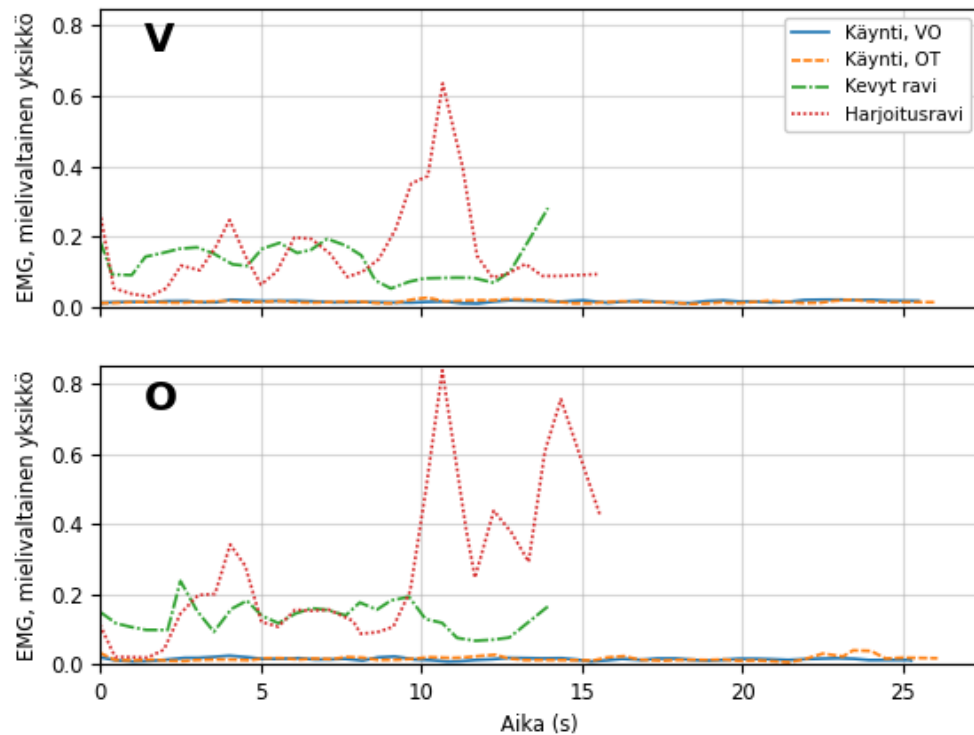 V
EMG, mielivaltainen yksikkö
0.8
0.6
0.4
0.2
0.0
Käynti, VO
Käynti, OT
Kevyt ravi
Harjoitusravi
O
EMG, mielivaltainen yksikkö
0.8
0.6
0.4
0.2
0.0
0 5 10 15 20 25
Aika (s)